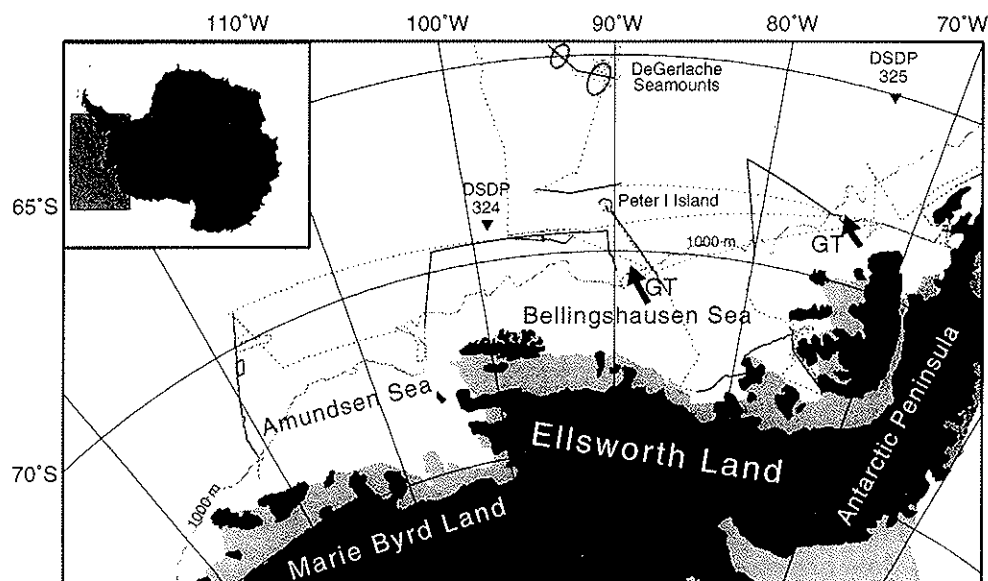 110°W
100°W
90°W
80°W
70°W
DSDP
325
DeGerlache
Seamounts
65°S
DSDP
324
Peter I Island
1000 m
GT
GT
Bellingshausen Sea
Amundsen Sea
Ellsworth Land
Antarctic Peninsula
70°S
1000 m
Marie Byrd Land